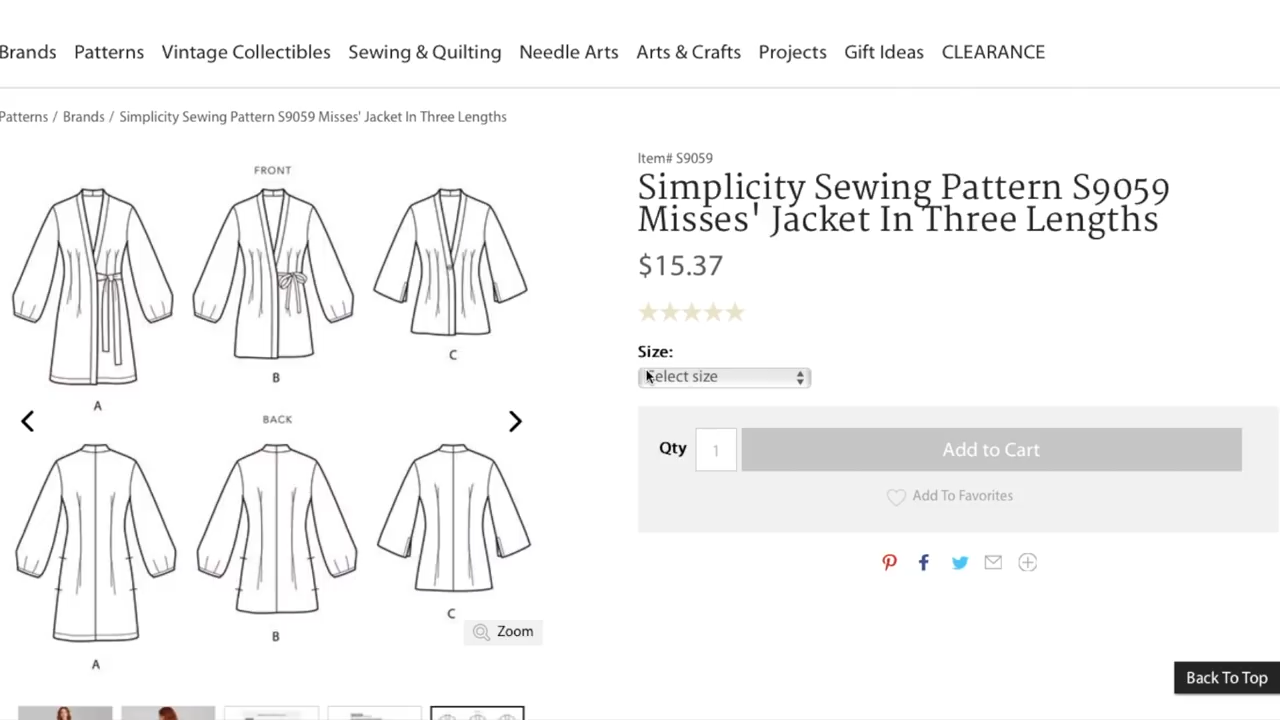 Brands Patterns Vintage Collectibles Sewing & Quilting Needle Arts Arts & Crafts Projects Gift Ideas CLEARANCE
Patterns / Brands / Simplicity Sewing Pattern S9059 Misses' Jacket In Three Lengths
FRONT
A
B
C
BACK
A
B
C
Zoom
Item# S9059
Simplicity Sewing Pattern S9059
Misses' Jacket In Three Lengths
$15.37
Size:
Select size
Qty 1 Add to Cart
Add To Favorites
Back To Top